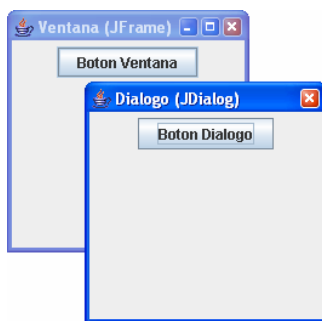 Ventana (JFrame)
Boton Ventana
Dialogo (JDialog)
Boton Dialogo